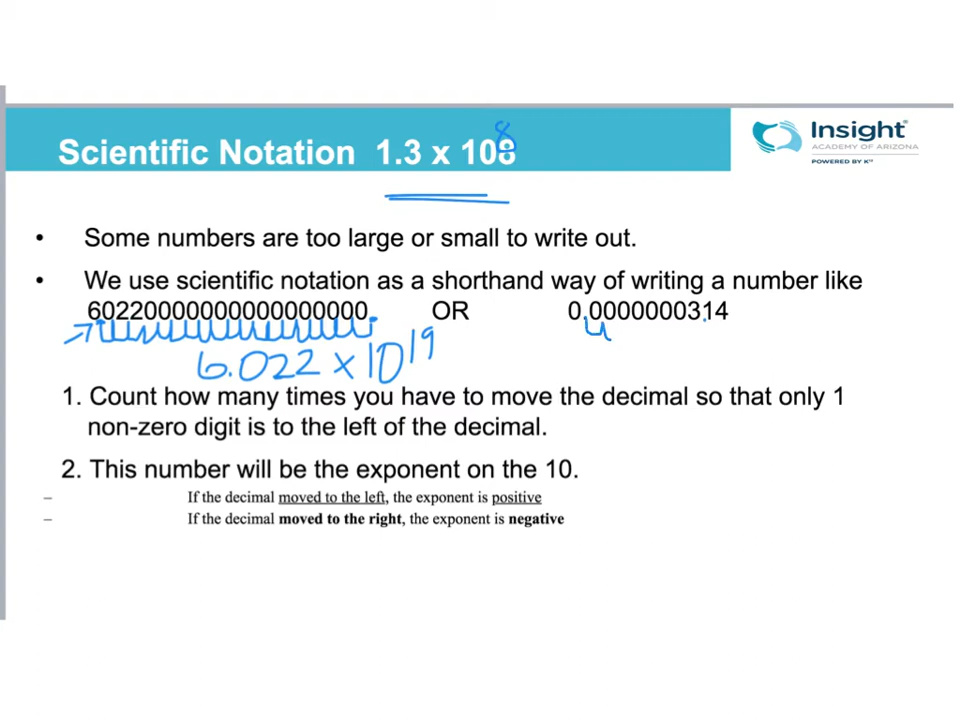 Scientific Notation 1.3 x 108
8
Insight
ACADEMY OF ARIZONA
POWERED BY K12
• Some numbers are too large or small to write out.
• We use scientific notation as a shorthand way of writing a number like
60220000000000000000. OR 0.0000000314
6.022 x 10^19
1. Count how many times you have to move the decimal so that only 1
non-zero digit is to the left of the decimal.
2. This number will be the exponent on the 10.
– If the decimal moved to the left, the exponent is positive
– If the decimal moved to the right, the exponent is negative